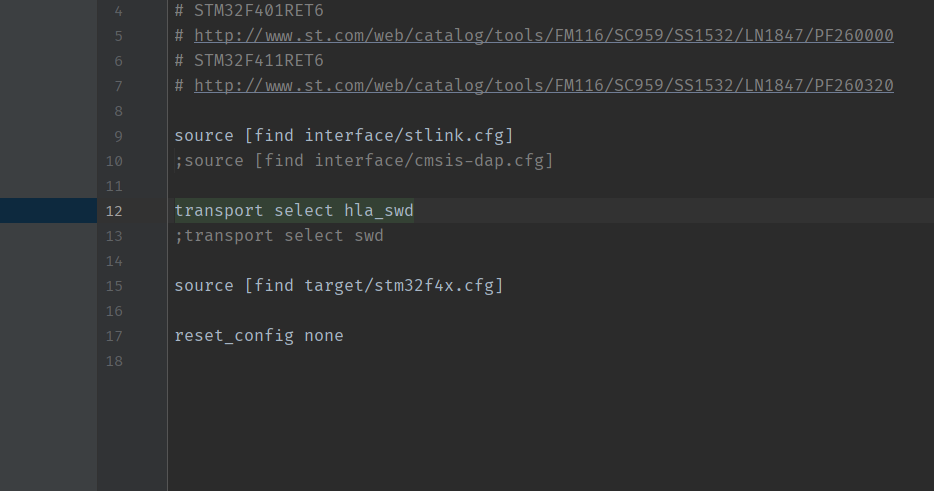 4 # STM32F401RET6
5 # http://www.st.com/web/catalog/tools/FM116/SC959/SS1532/LN1847/PF260000
6 # STM32F411RET6
7 # http://www.st.com/web/catalog/tools/FM116/SC959/SS1532/LN1847/PF260320
8
9 source [find interface/stlink.cfg]
10 ;source [find interface/cmsis-dap.cfg]
11
12 transport select hla_swd
13 ;transport select swd
14
15 source [find target/stm32f4x.cfg]
16
17 reset_config none
18